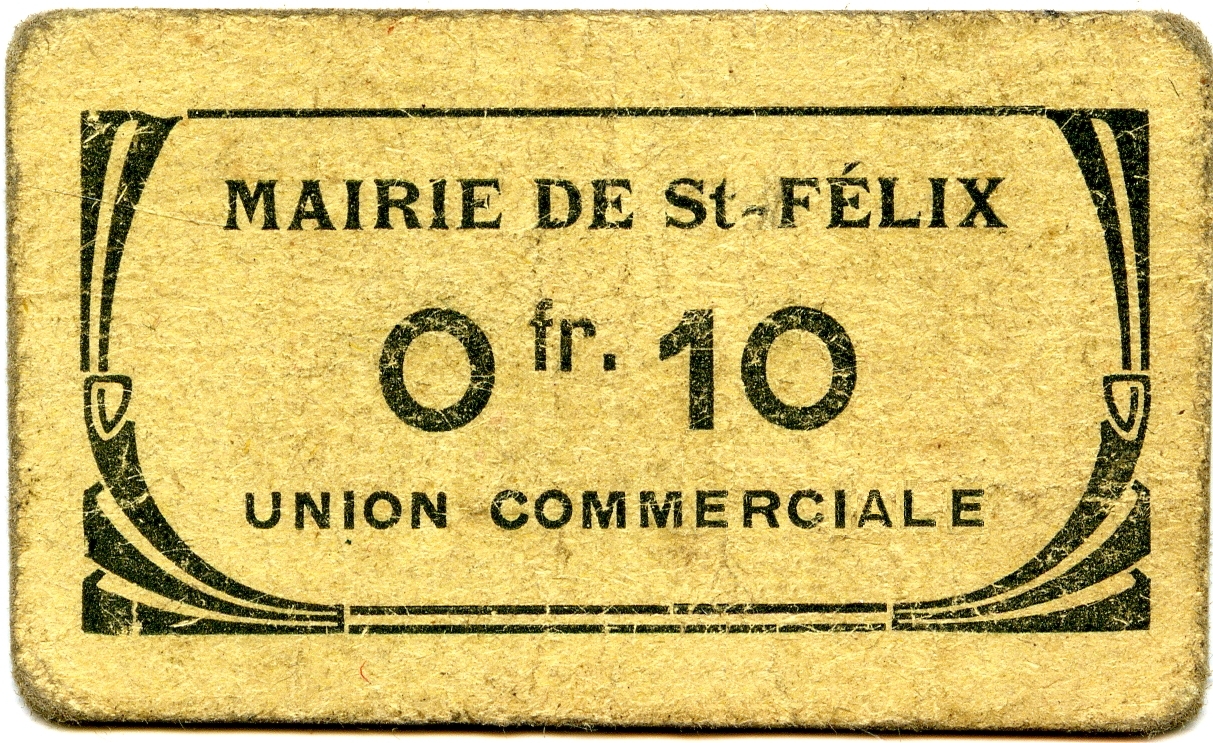 MAIRIE DE St-FÉLIX
0 fr. 10
UNION COMMERCIALE